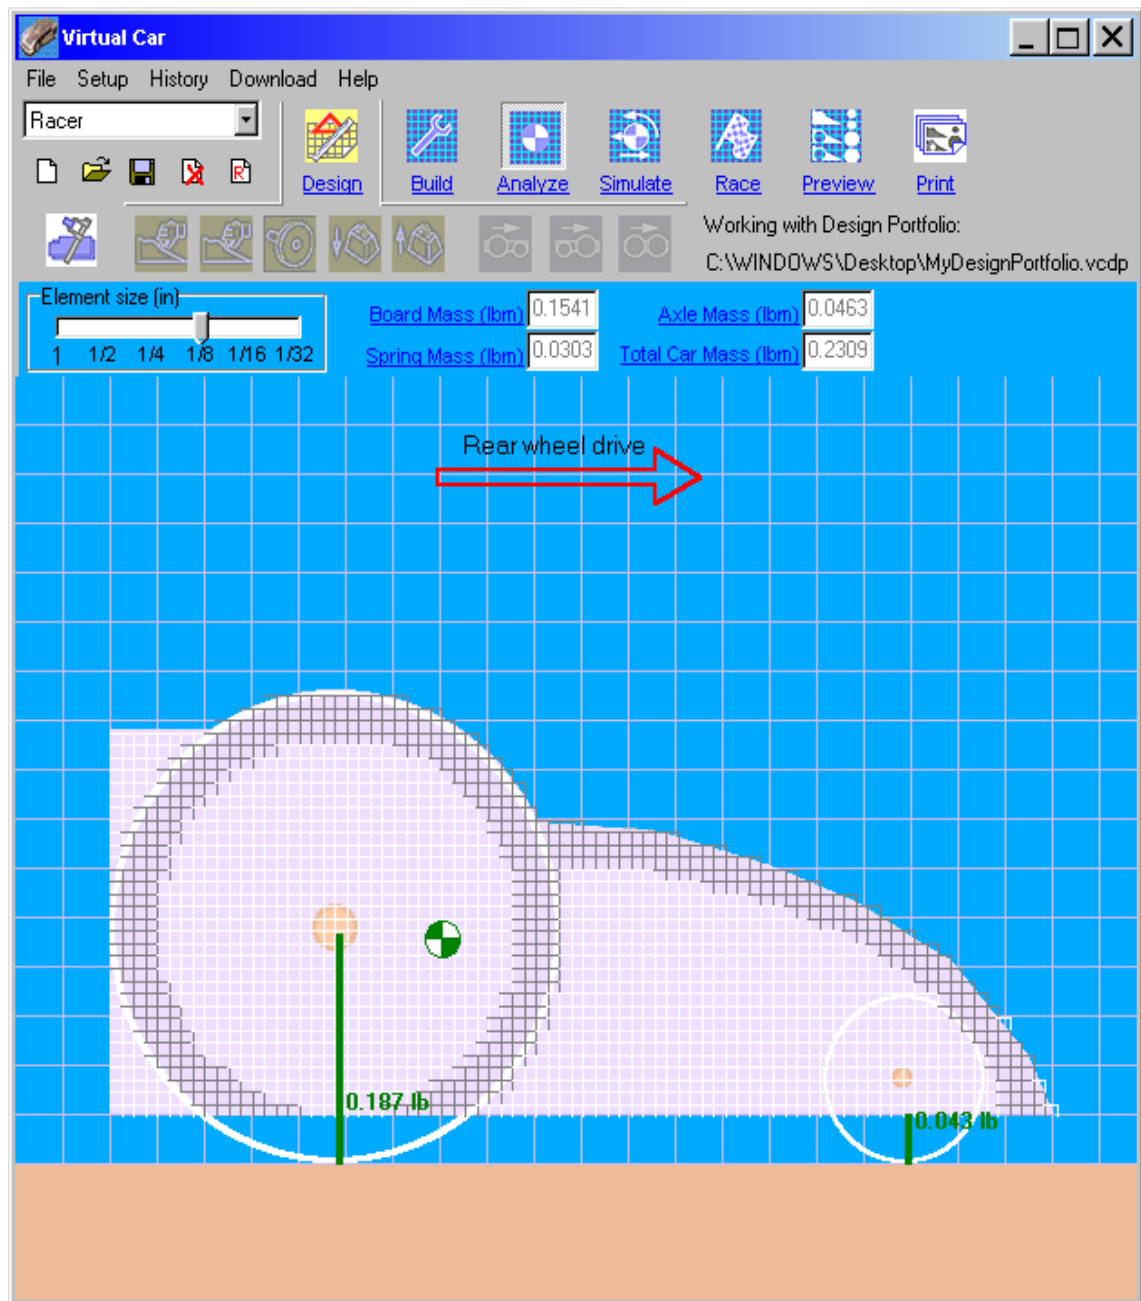 Virtual Car
File Setup History Download Help
Racer
R
Design Build Analyze Simulate Race Preview Print
Working with Design Portfolio:
C:\WINDOWS\Desktop\MyDesignPortfolio.vcdp
Element size (in)
1 1/2 1/4 1/8 1/16 1/32
Board Mass (lbm) 0.1541 Axle Mass (lbm) 0.0463
Spring Mass (lbm) 0.0303 Total Car Mass (lbm) 0.2309
Rear wheel drive
0.187 lb
0.043 lb